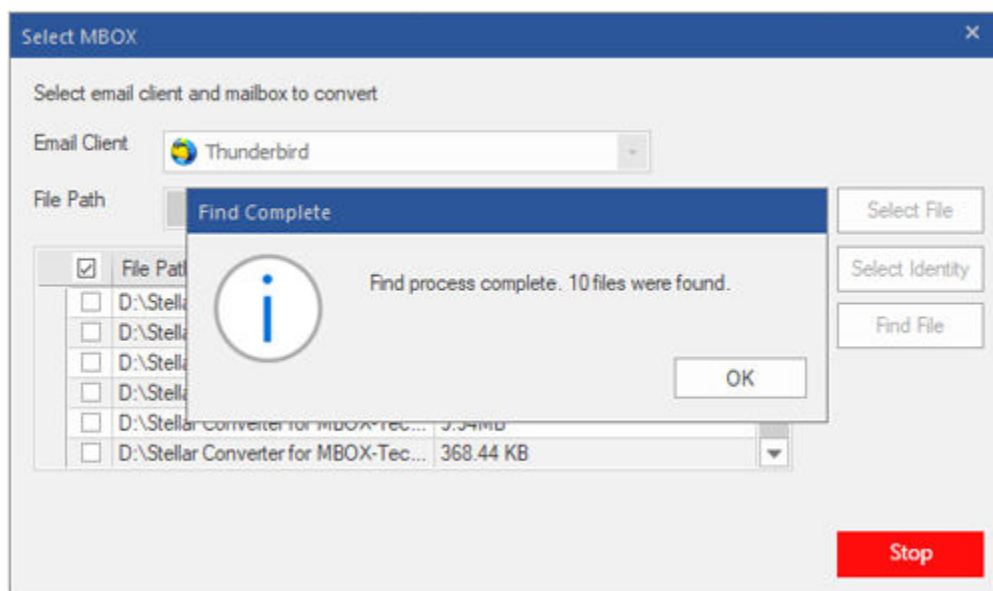 Select MBOX
Select email client and mailbox to convert
Email Client
Thunderbird
File Path
Select File
Find Complete
Find process complete. 10 files were found.
OK
File Path
Select Identity
Find File
D:\Stella
D:\Stella
D:\Stella
D:\Stella
D:\Stellar Converter for MBOX-Tec...
D:\Stellar Converter for MBOX-Tec... 368.44 KB
Stop